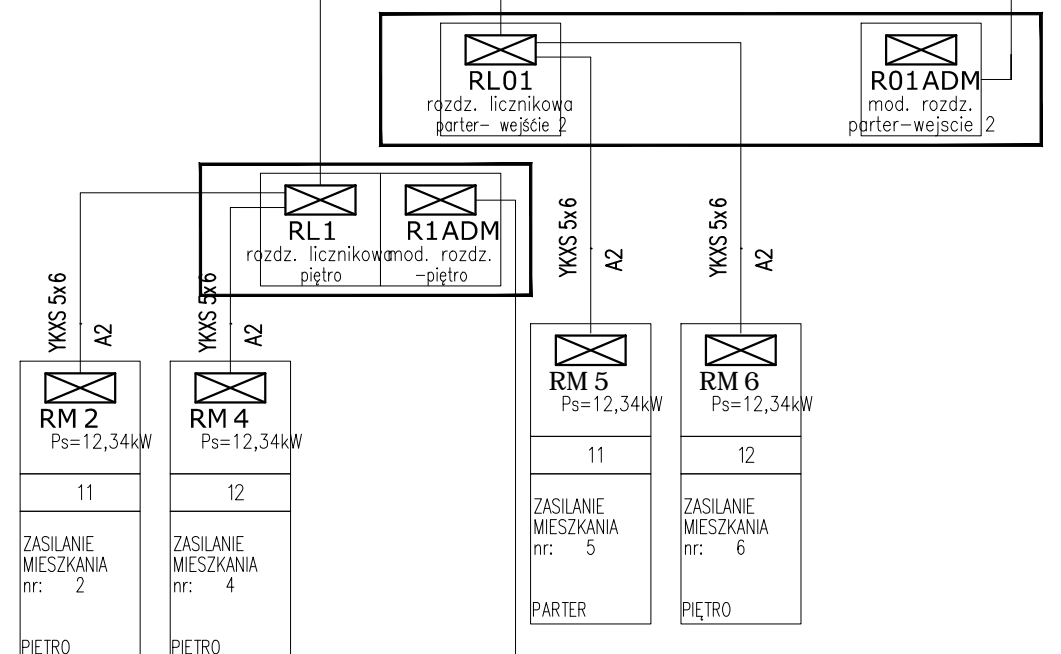 RL01
rozdz. licznikowa
parter- wejśćie 2
R01ADM
mod. rozdz.
parter-wejscie 2
RL1
rozdz. licznikowa
piętro
R1ADM
mod. rozdz.
-piętro
YKXS 5x6
A2
YKXS 5x6
A2
YKXS 5x6
A2
YKXS 5x6
A2
RM 2
Ps=12,34kW
11
ZASILANIE
MIESZKANIA
nr: 2
PIĘTRO
RM 4
Ps=12,34kW
12
ZASILANIE
MIESZKANIA
nr: 4
PIĘTRO
RM 5
Ps=12,34kW
11
ZASILANIE
MIESZKANIA
nr: 5
PARTER
RM 6
Ps=12,34kW
12
ZASILANIE
MIESZKANIA
nr: 6
PIĘTRO